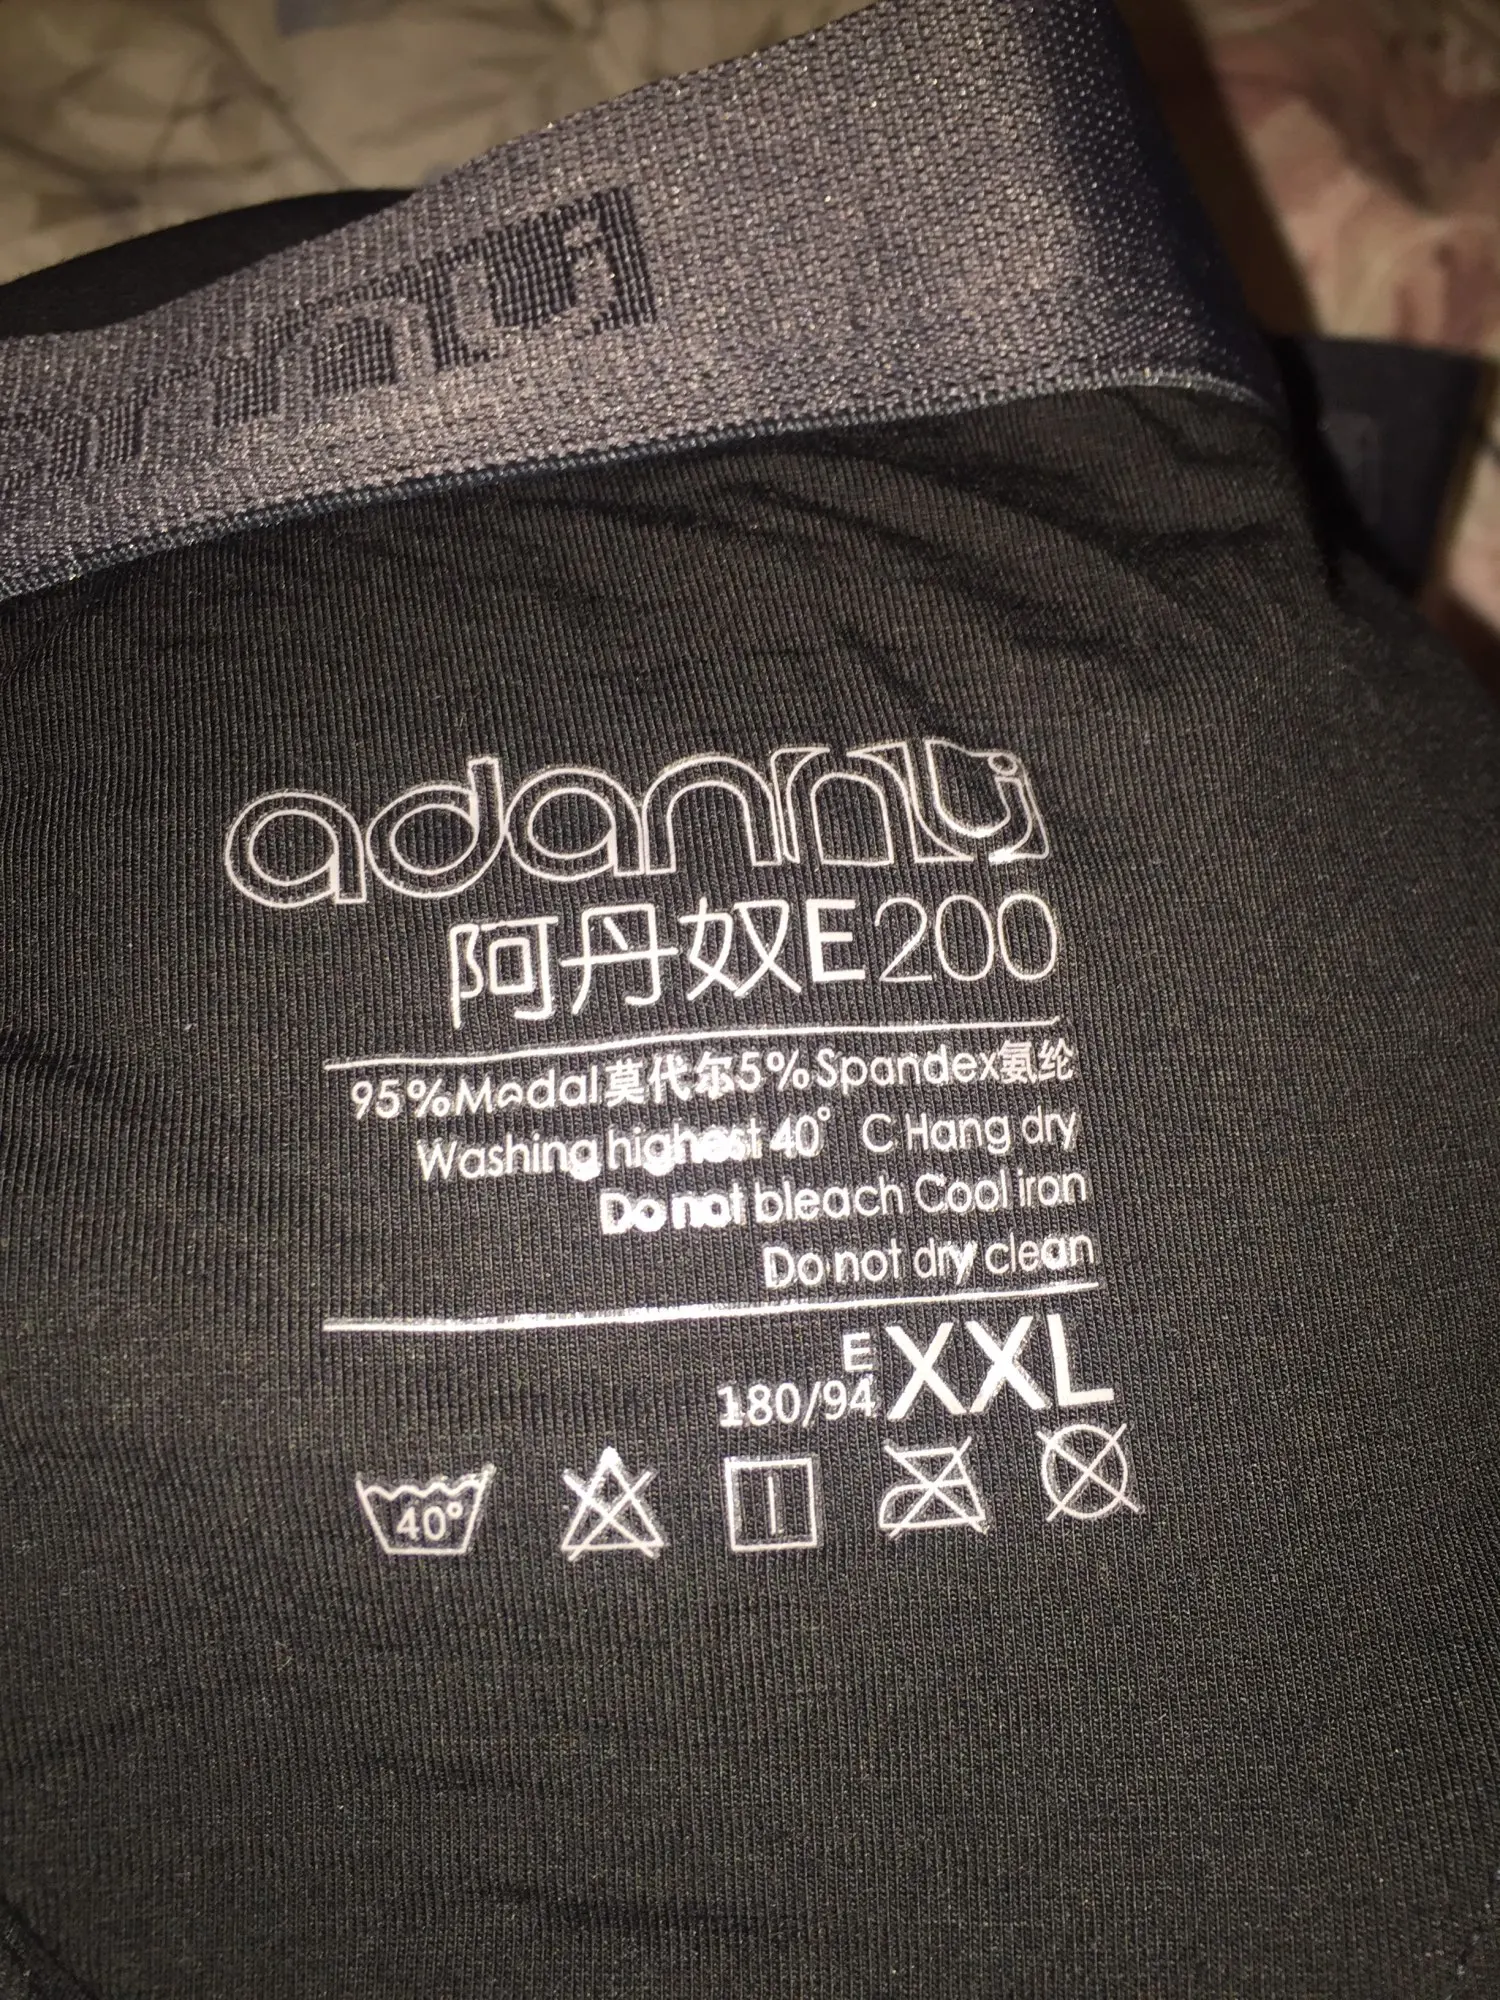 adannu
阿丹奴E200
95%Modal莫代尔5%Spandex氨纶
Washing highest 40° C Hang dry
Do not bleach Cool iron
Do not dry clean
E
180/94 XXL
40°